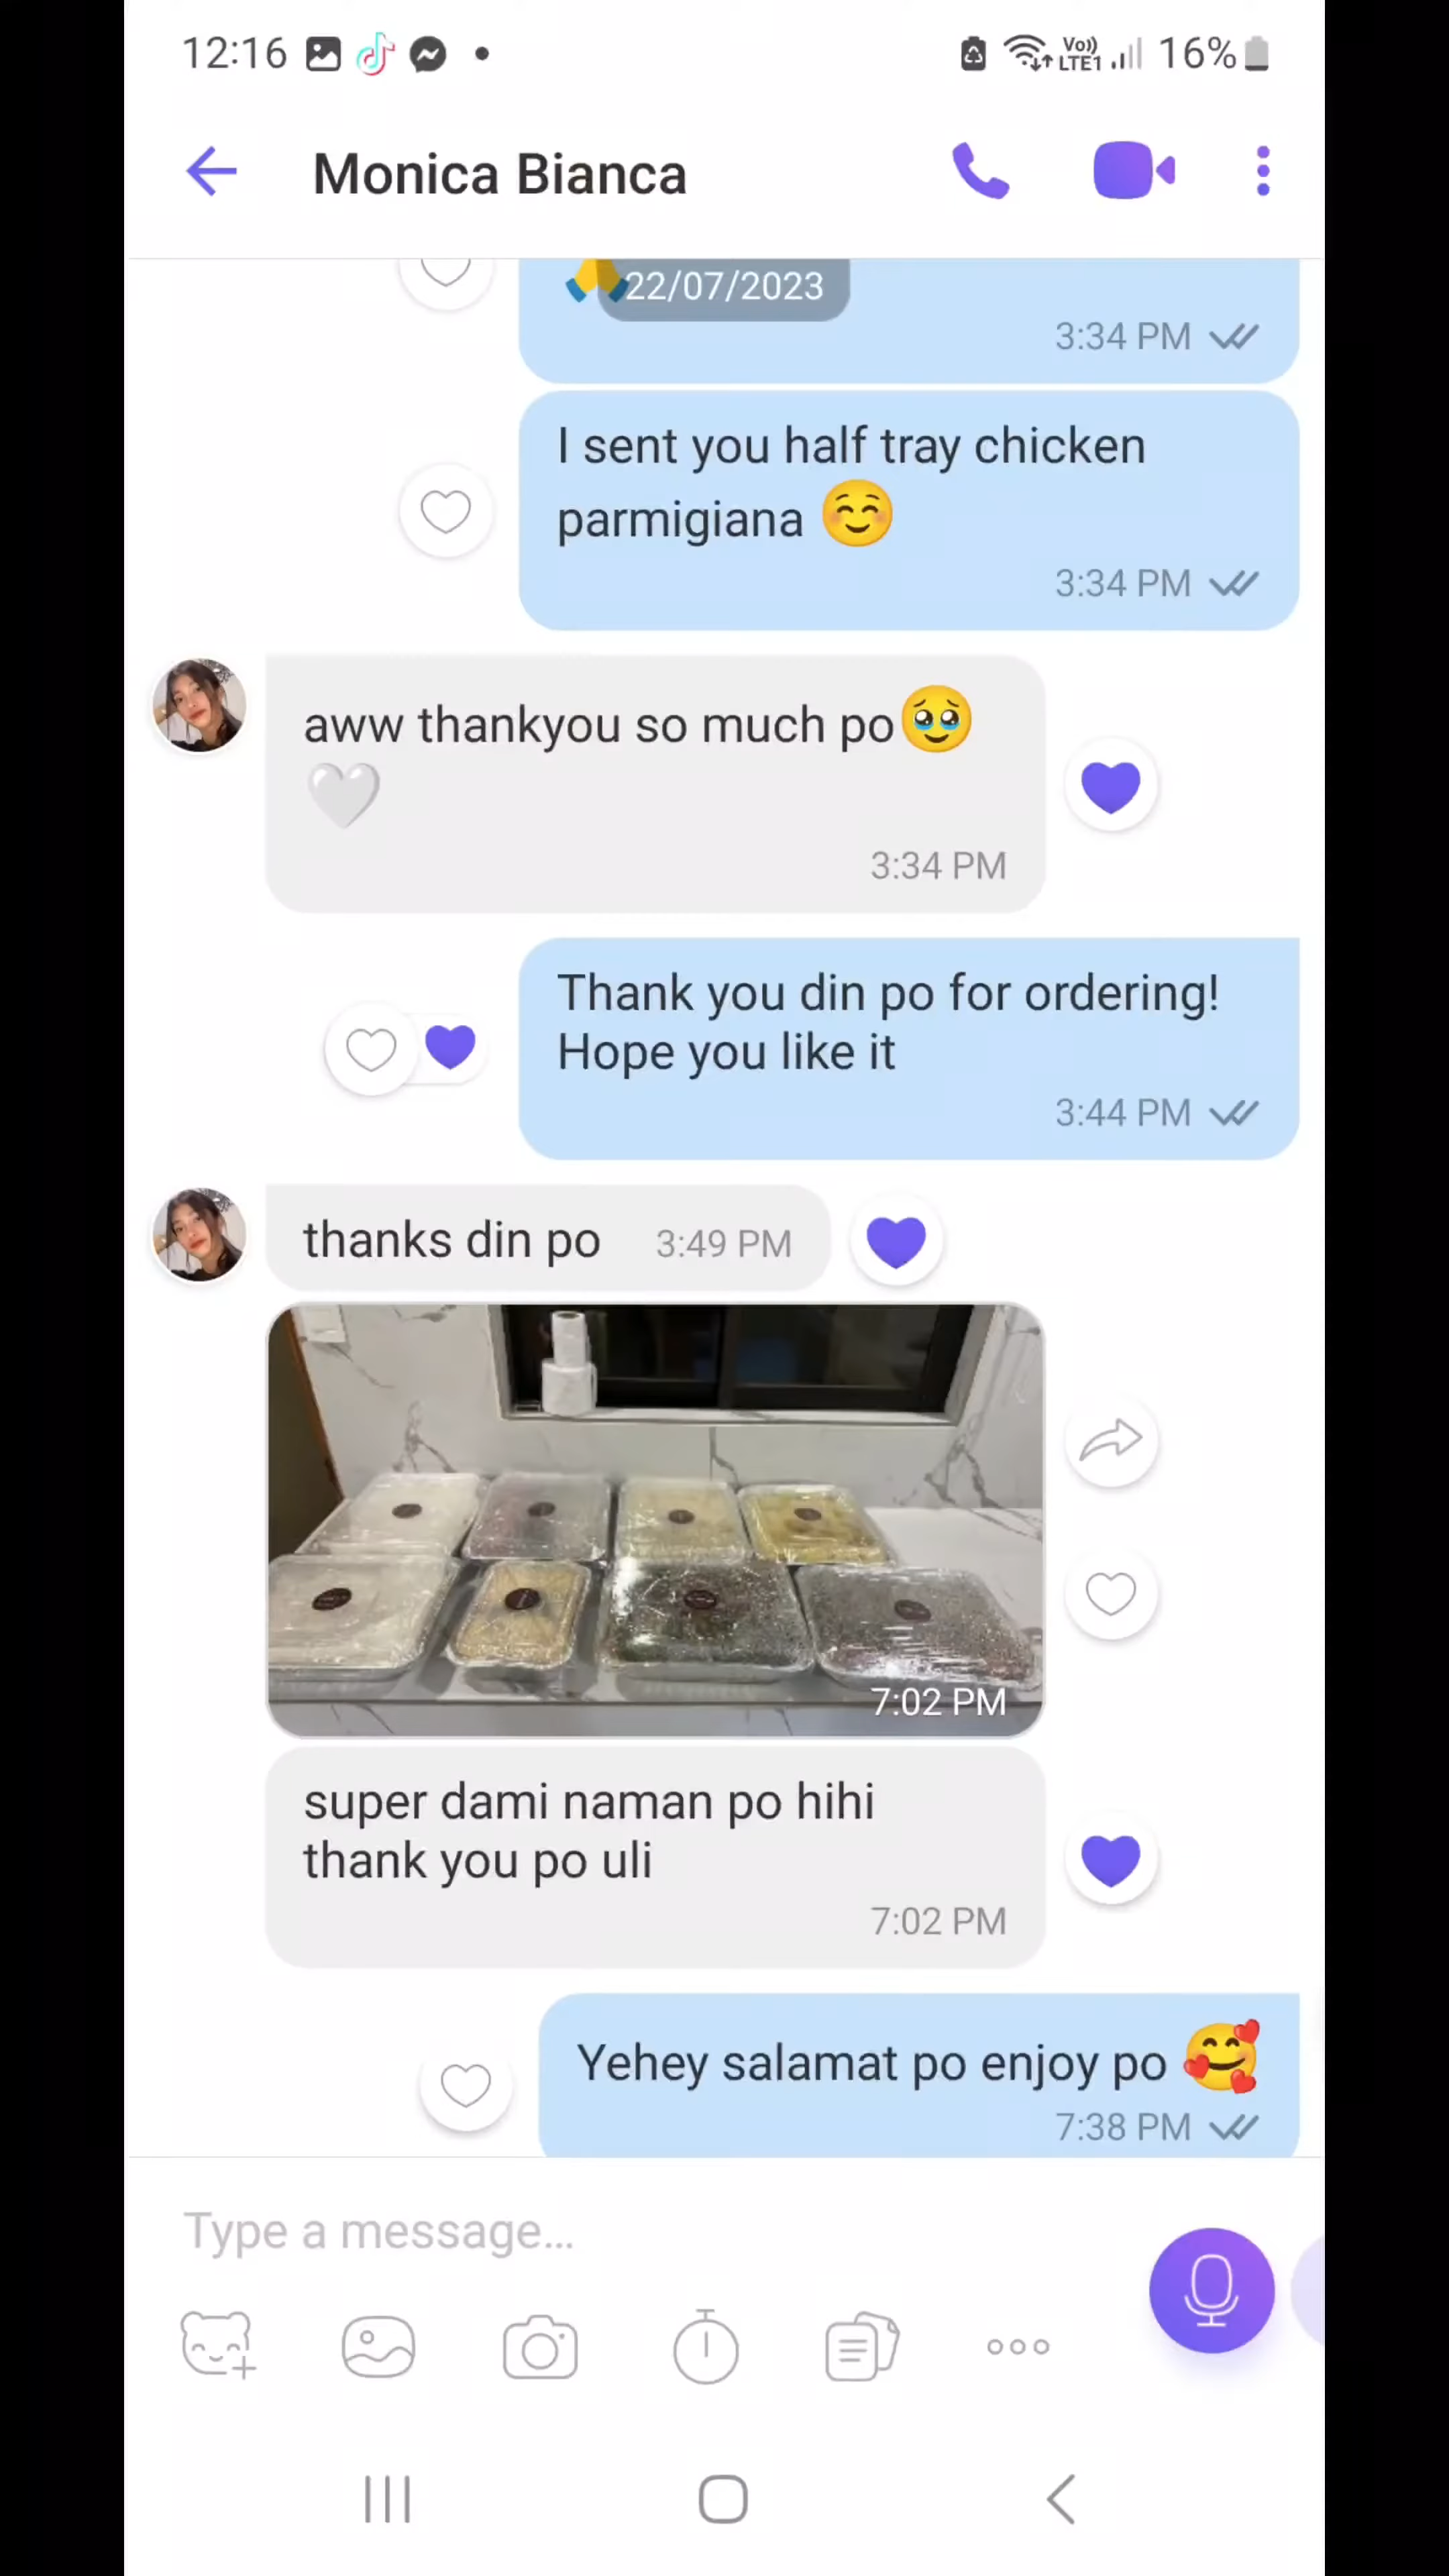 12:16
Vo))
LTE1
16%
Monica Bianca
22/07/2023
3:34 PM
I sent you half tray chicken
parmigiana ☺️
3:34 PM
aww thankyou so much po🥹
🤍
3:34 PM
Thank you din po for ordering!
Hope you like it
3:44 PM
thanks din po 3:49 PM
7:02 PM
super dami naman po hihi
thank you po uli
7:02 PM
Yehey salamat po enjoy po 🥰
7:38 PM
Type a message...